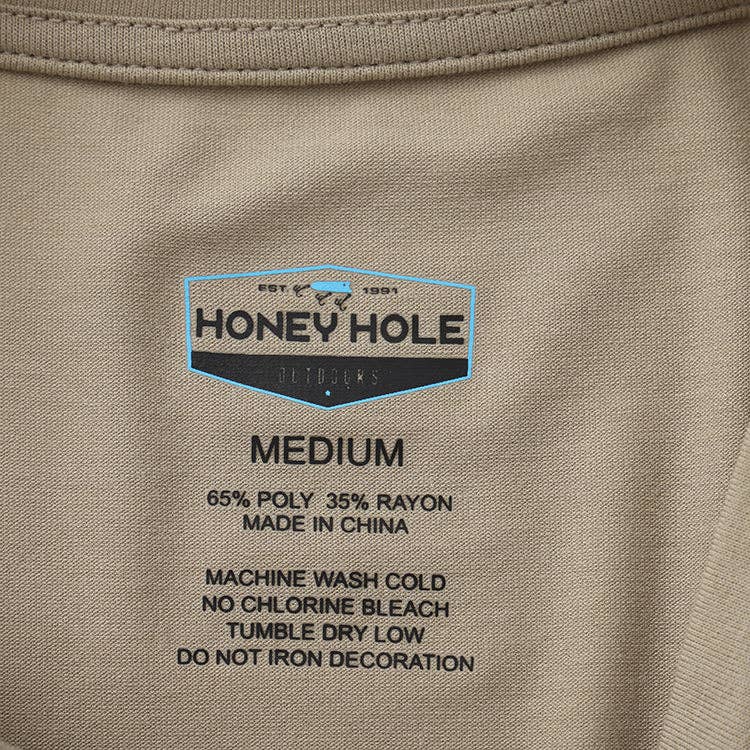 EST. 1991
HONEY HOLE
OUTDOORS
MEDIUM
65% POLY 35% RAYON
MADE IN CHINA
MACHINE WASH COLD
NO CHLORINE BLEACH
TUMBLE DRY LOW
DO NOT IRON DECORATION